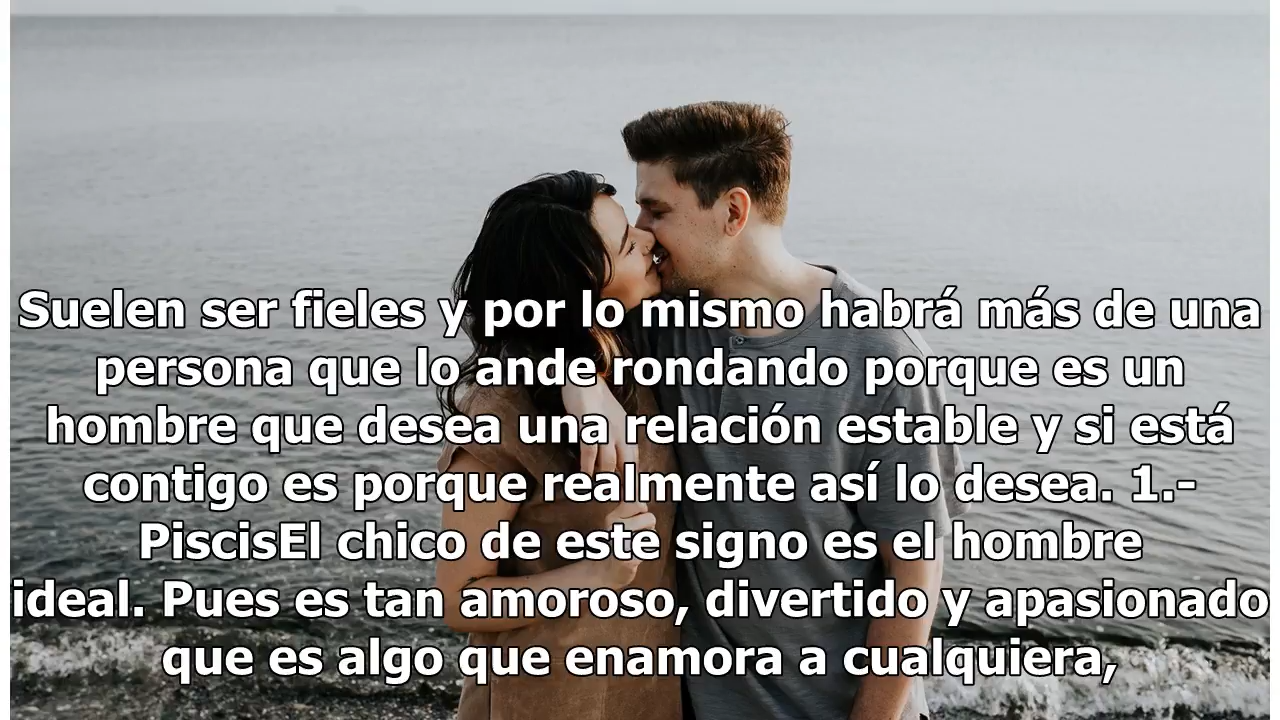 Suelen ser fieles y por lo mismo habrá más de una
persona que lo ande rondando porque es un
hombre que desea una relación estable y si está
contigo es porque realmente así lo desea. 1.-
PiscisEl chico de este signo es el hombre
ideal. Pues es tan amoroso, divertido y apasionado
que es algo que enamora a cualquiera,